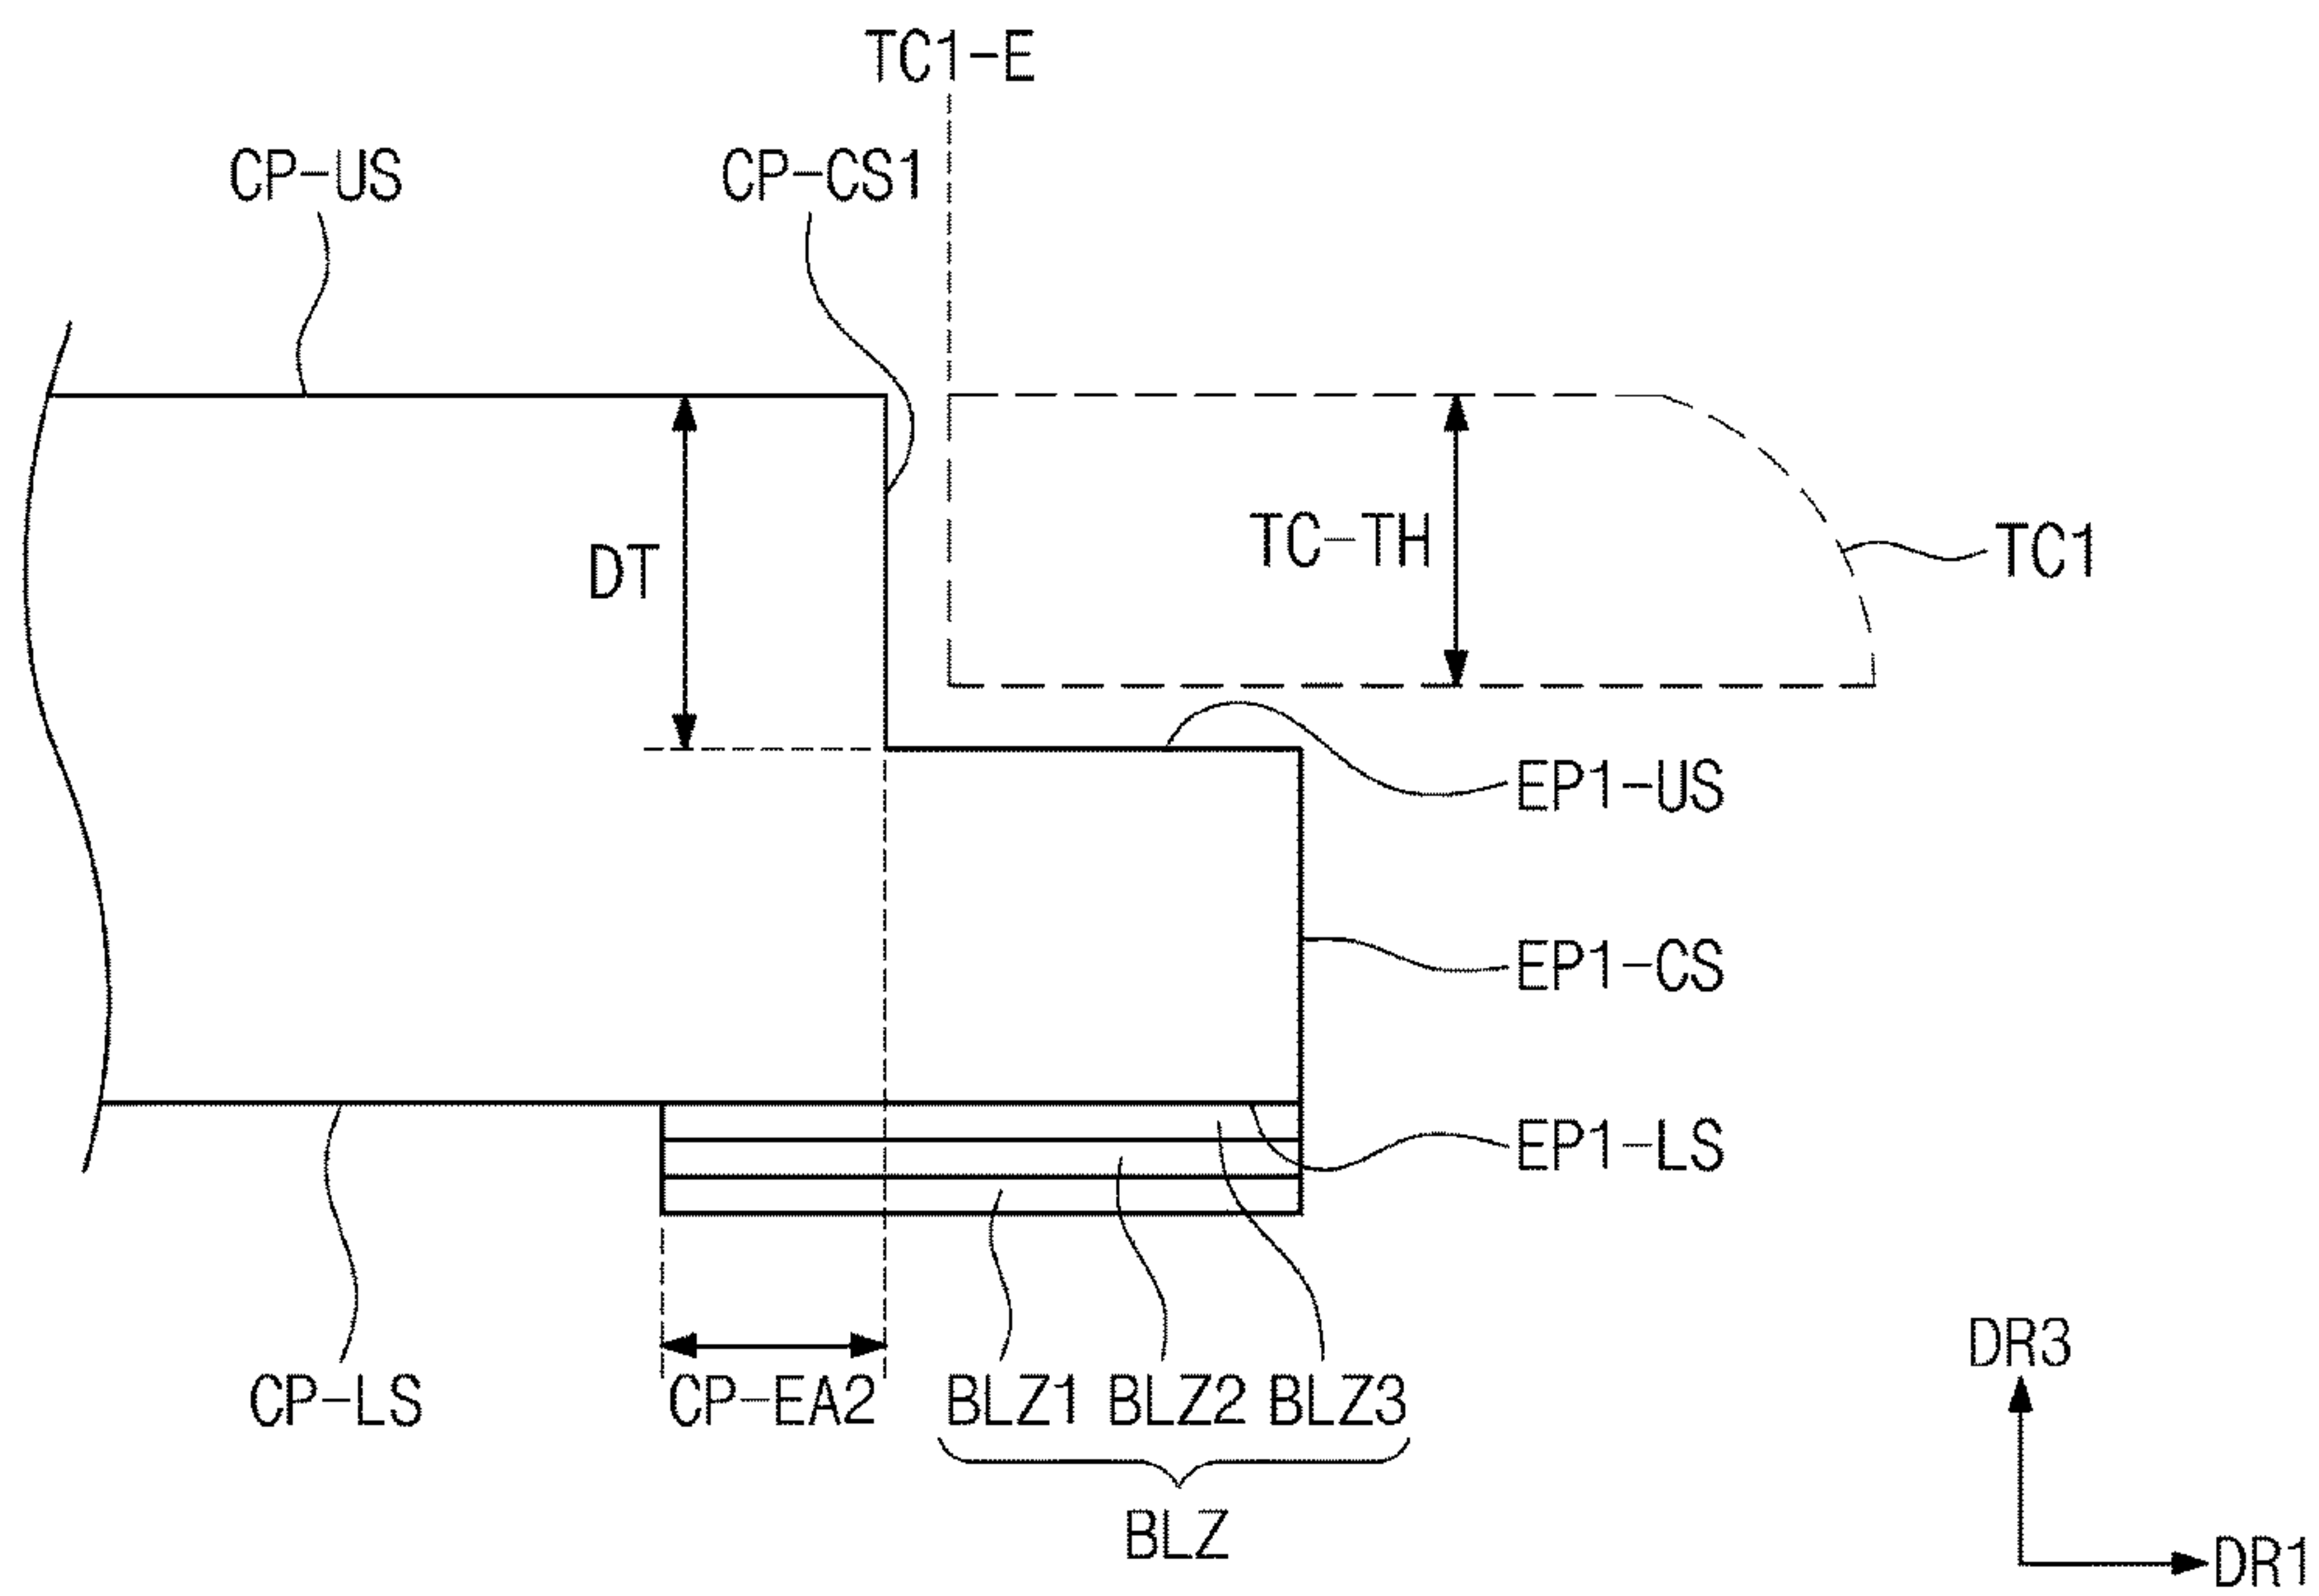 TC1-E
CP-US
CP-CS1
DT
TC-TH
TC1
EP1-US
EP1-CS
EP1-LS
CP-LS
CP-EA2
BLZ1 BLZ2 BLZ3
BLZ
DR3
DR1